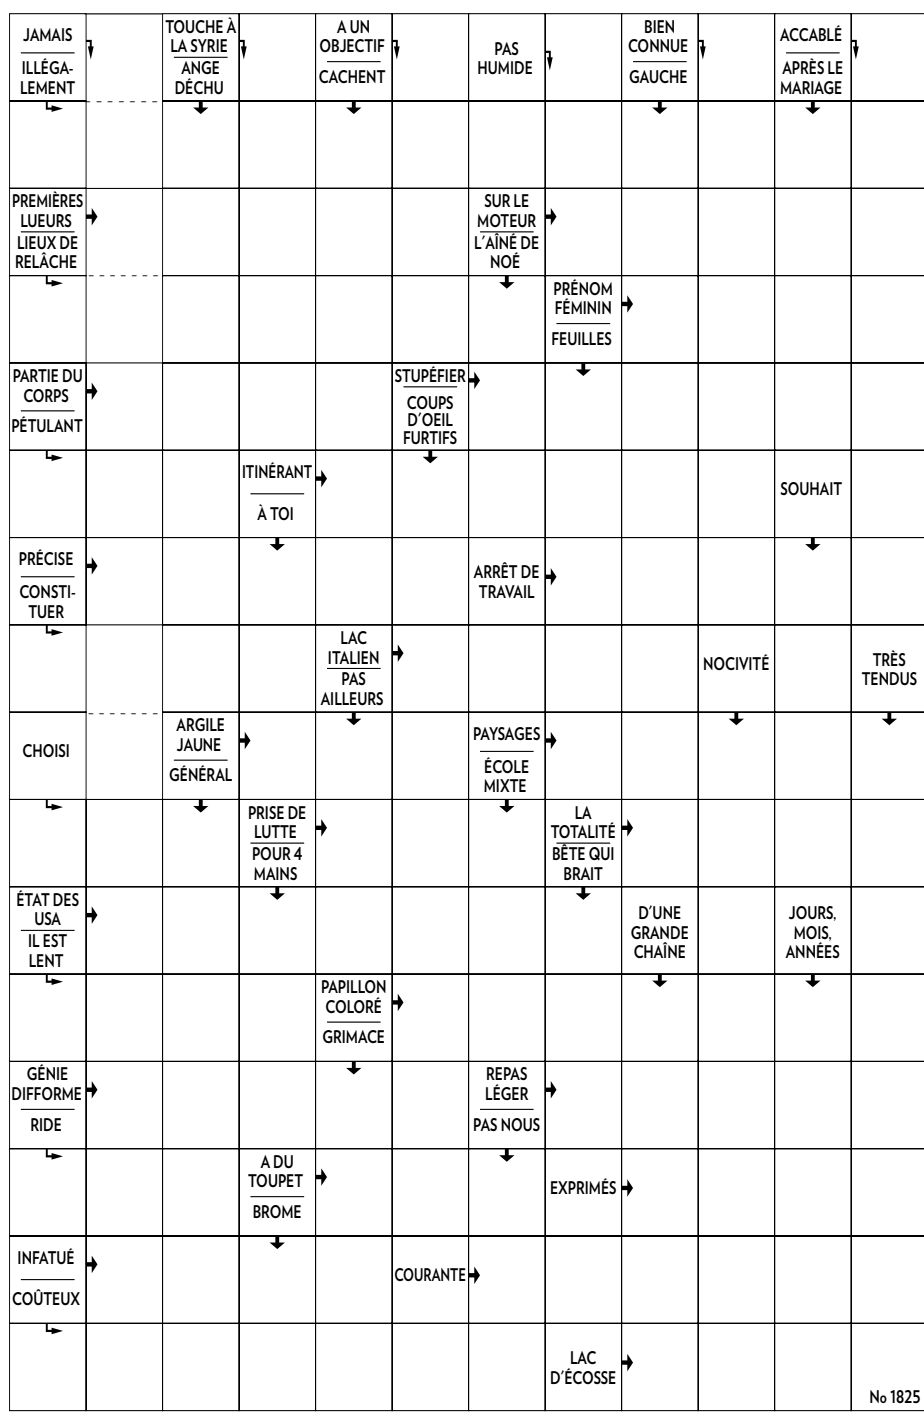 JAMAIS
ILLÉGA-
LEMENT
TOUCHE À
LA SYRIE
ANGE
DÉCHU
A UN
OBJECTIF
CACHENT
PAS
HUMIDE
BIEN
CONNUE
GAUCHE
ACCABLÉ
APRÈS LE
MARIAGE
PREMIÈRES
LUEURS
LIEUX DE
RELÂCHE
SUR LE
MOTEUR
L'AÎNÉ DE
NOÉ
PRÉNOM
FÉMININ
FEUILLES
PARTIE DU
CORPS
PÉTULANT
STUPÉFIER
COUPS
D'OEIL
FURTIFS
ITINÉRANT
À TOI
SOUHAIT
PRÉCISE
CONSTI-
TUER
ARRÊT DE
TRAVAIL
LAC
ITALIEN
PAS
AILLEURS
NOCIVITÉ
TRÈS
TENDUS
CHOISI
ARGILE
JAUNE
GÉNÉRAL
PAYSAGES
ÉCOLE
MIXTE
PRISE DE
LUTTE
POUR 4
MAINS
LA
TOTALITÉ
BÊTE QUI
BRAIT
ÉTAT DES
USA
IL EST
LENT
D'UNE
GRANDE
CHAÎNE
JOURS,
MOIS,
ANNÉES
PAPILLON
COLORÉ
GRIMACE
GÉNIE
DIFFORME
RIDE
REPAS
LÉGER
PAS NOUS
A DU
TOUPET
BROME
EXPRIMÉS
INFATUÉ
COÛTEUX
COURANTE
LAC
D'ÉCOSSE
No 1825